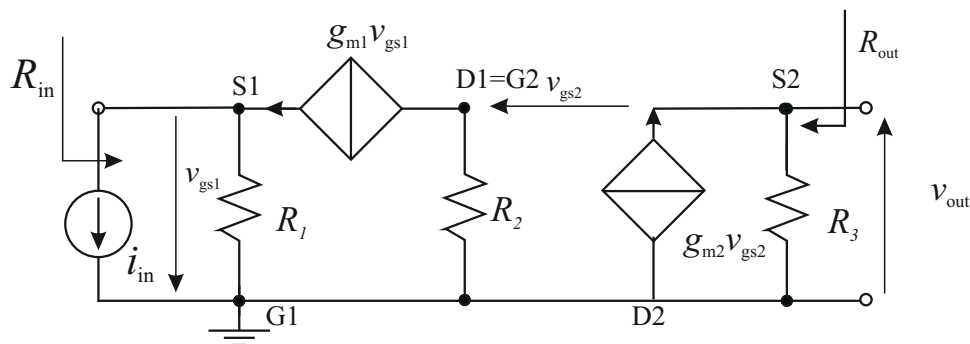 g_m1 v_gs1
R_in
S1
D1=G2 v_gs2
S2
R_out
v_gs1
R_1
R_2
R_3
v_out
i_in
g_m2 v_gs2
G1
D2